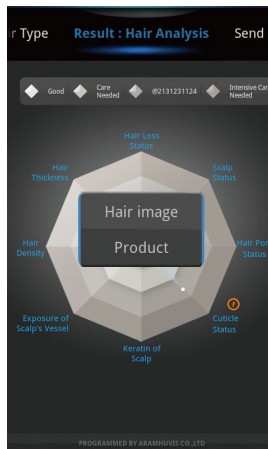 r Type
Result : Hair Analysis
Send
Good
Care
Needed
@2131231124
Intensive Car
Needed
Hair Loss
Status
Hair
Thickness
Scalp
Status
Hair image
Product
Hair
Density
Hair Por
Status
Exposure of
Scalp's Vessel
Cuticle
Status
Keratin of
Scalp
PROGRAMMED BY ARAMHUVIS CO.,LTD